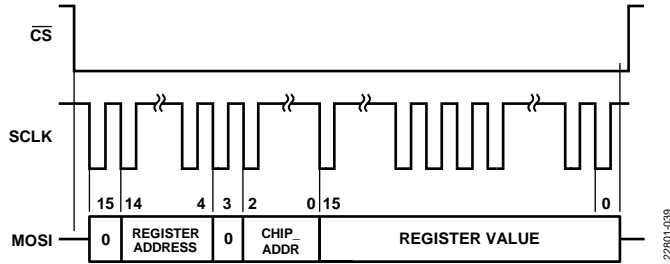 CS
SCLK
15 14 4 3 2 0 15 0
MOSI 0 REGISTER ADDRESS 0 CHIP_ ADDR REGISTER VALUE
22801-039